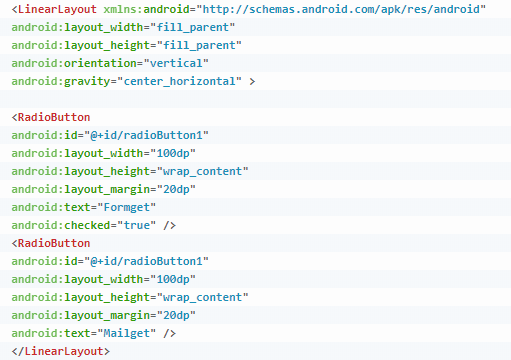 <LinearLayout xmlns:android="http://schemas.android.com/apk/res/android"
android:layout_width="fill_parent"
android:layout_height="fill_parent"
android:orientation="vertical"
android:gravity="center_horizontal" >
<RadioButton
android:id="@+id/radioButton1"
android:layout_width="100dp"
android:layout_height="wrap_content"
android:layout_margin="20dp"
android:text="Formget"
android:checked="true" />
<RadioButton
android:id="@+id/radioButton1"
android:layout_width="100dp"
android:layout_height="wrap_content"
android:layout_margin="20dp"
android:text="Mailget" />
</LinearLayout>